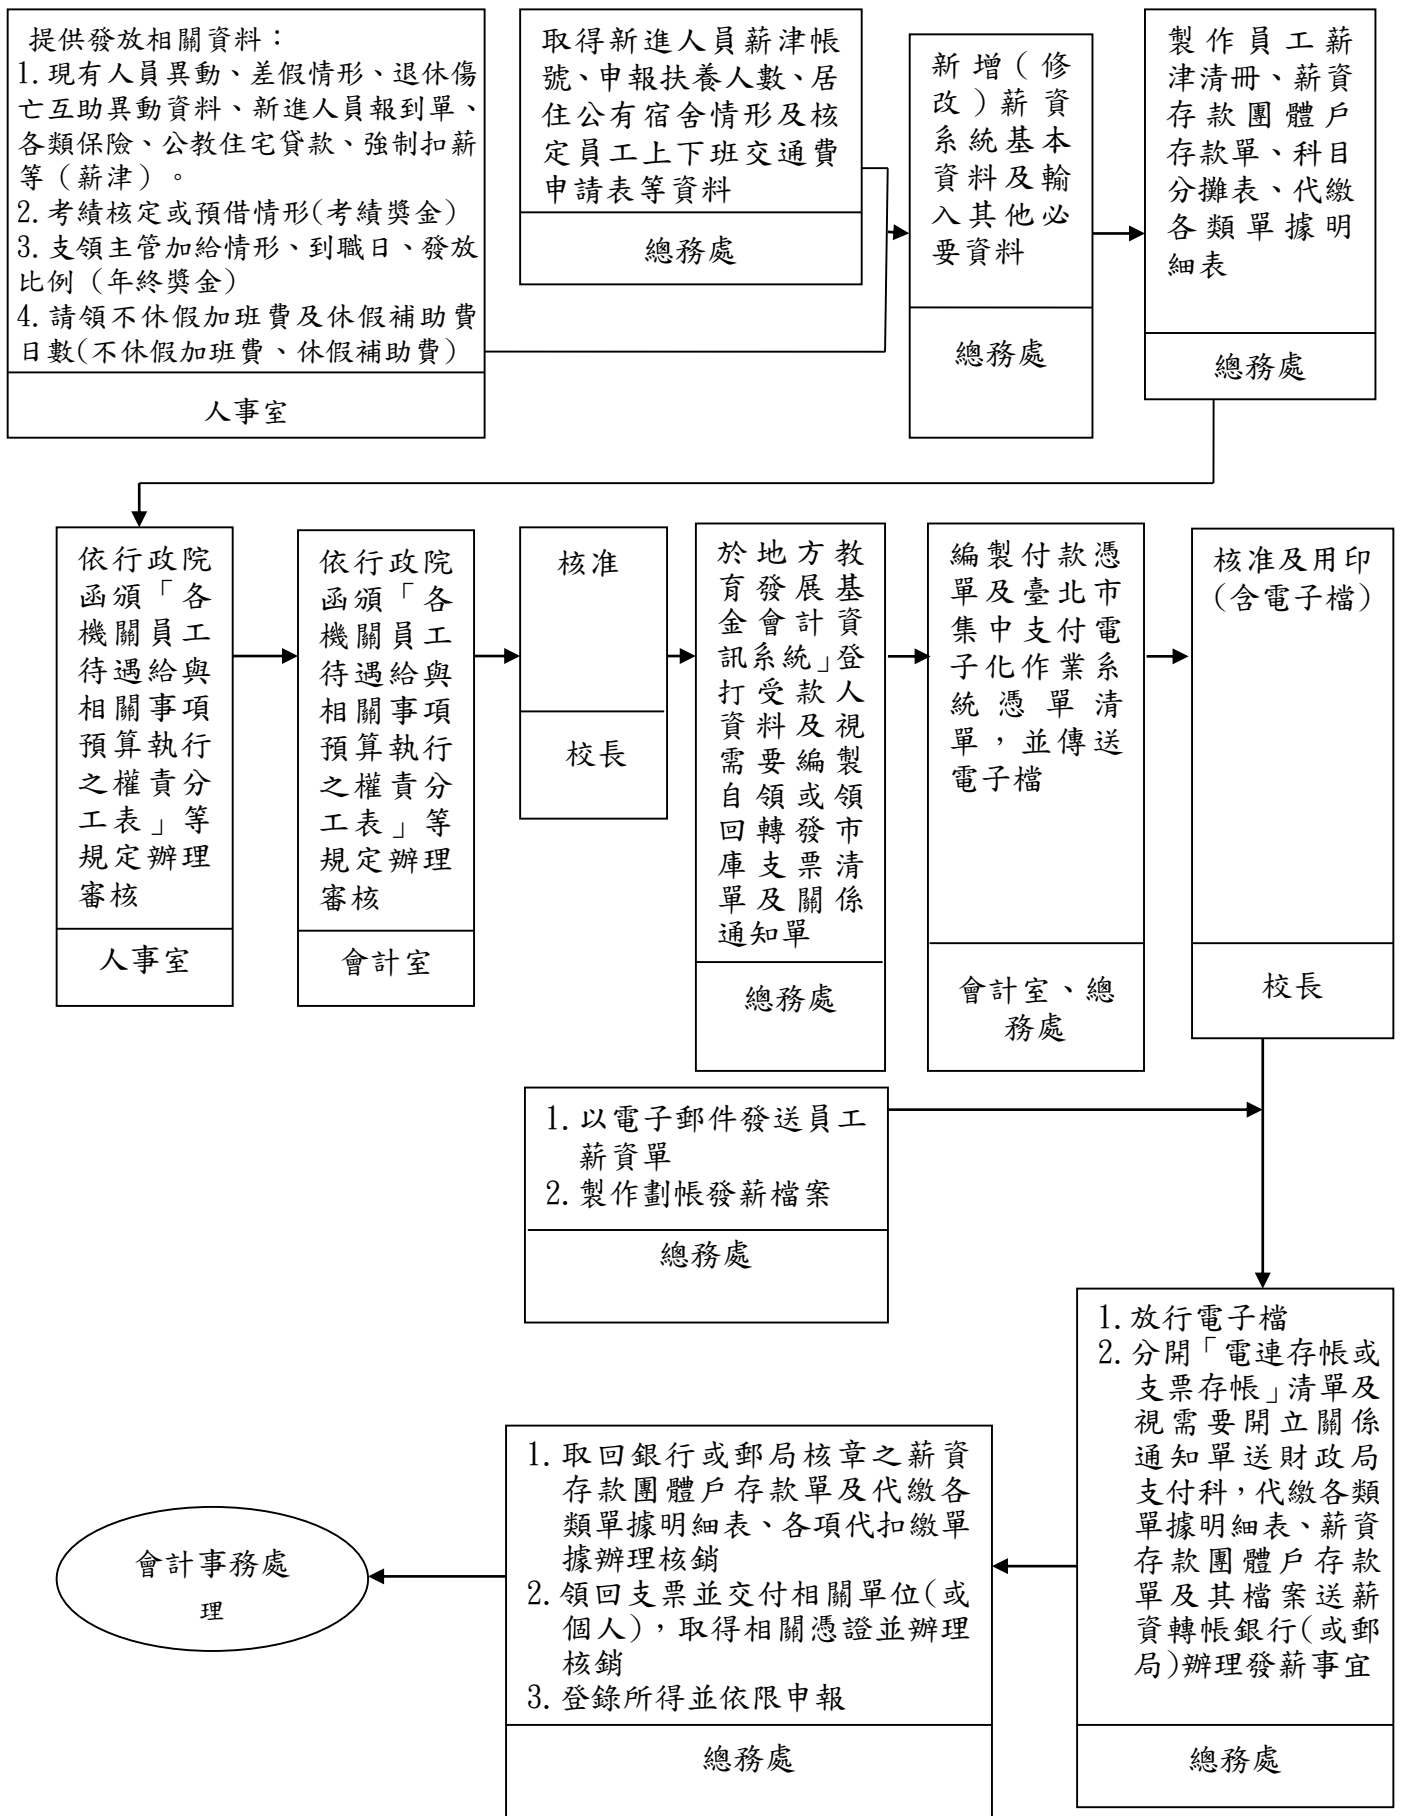 提供發放相關資料：
1.現有人員異動、差假情形、退休傷
亡互助異動資料、新進人員報到單、
各類保險、公教住宅貸款、強制扣薪
等（薪津）。
2.考績核定或預借情形(考績獎金)
3.支領主管加給情形、到職日、發放
比例（年終獎金)
4.請領不休假加班費及休假補助費
日數(不休假加班費、休假補助費)
人事室
取得新進人員薪津帳
號、申報扶養人數、居
住公有宿舍情形及核
定員工上下班交通費
申請表等資料
總務處
新增（修
改）薪資
系統基本
資料及輸
入其他必
要資料
總務處
製作員工薪
津清冊、薪資
存款團體戶
存款單、科目
分攤表、代繳
各類單據明
細表
總務處
依行政院
函頒「各
機關員工
待遇給與
相關事項
預算執行
之權責分
工表」等
規定辦理
審核
人事室
依行政院
函頒「各
機關員工
待遇給與
相關事項
預算執行
之權責分
工表」等
規定辦理
審核
會計室
核准
校長
於地方教
育發展基
金會計資
訊系統」登
打受款人
資料及視
需要編製
自領或領
回轉發市
庫支票清
單及關係
通知單
總務處
編製付款憑
單及臺北市
集中支付電
子化作業系
統憑單清
單，並傳送
電子檔
會計室、總
務處
核准及用印
(含電子檔)
校長
1.以電子郵件發送員工
薪資單
2.製作劃帳發薪檔案
總務處
1.放行電子檔
2.分開「電連存帳或
支票存帳」清單及
視需要開立關係
通知單送財政局
支付科，代繳各類
單據明細表、薪資
存款團體戶存款
單及其檔案送薪
資轉帳銀行(或郵
局)辦理發薪事宜
總務處
1.取回銀行或郵局核章之薪資
存款團體戶存款單及代繳各
類單據明細表、各項代扣繳單
據辦理核銷
2.領回支票並交付相關單位(或
個人)，取得相關憑證並辦理
核銷
3.登錄所得並依限申報
總務處
會計事務處
理